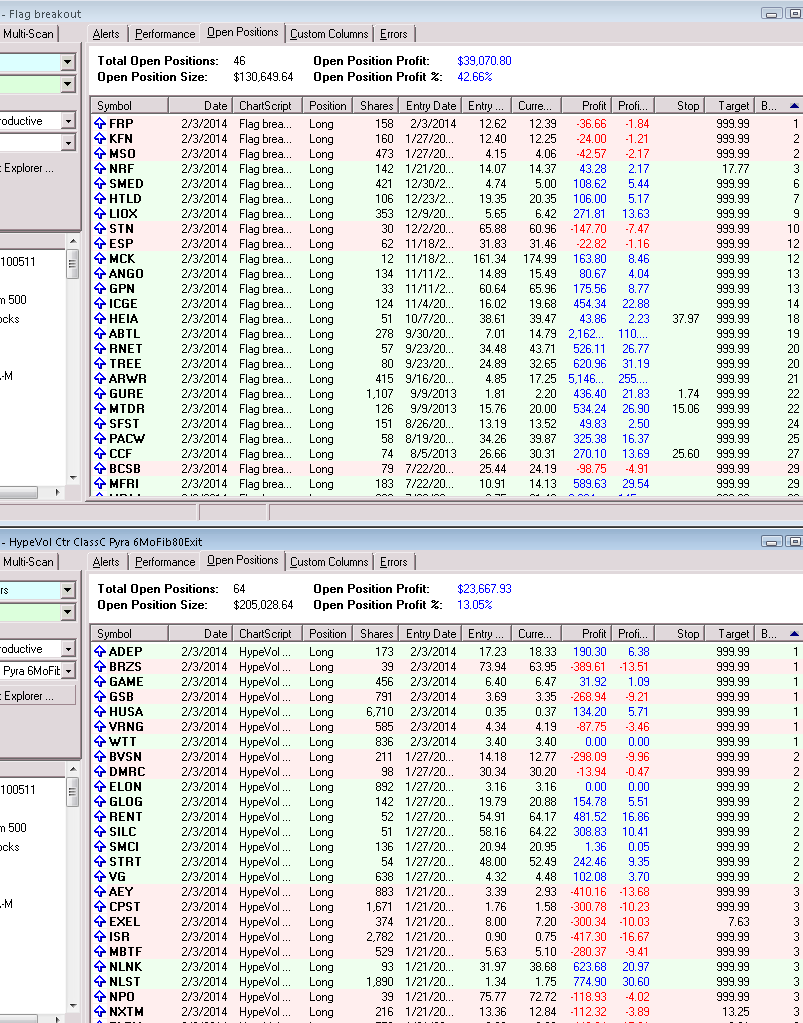 - Flag breakout
Multi-Scan
Alerts Performance Open Positions Custom Columns Errors
Total Open Positions: 46 Open Position Profit: $39,070.80
Open Position Size: $130,649.64 Open Position Profit %: 42.66%
roductive
: Explorer ...
100511
m 500
ocks
.-M
Symbol Date ChartScript Position Shares Entry Date Entry ... Curre... Profit Profi... Stop Target B...
FRP 2/3/2014 Flag brea... Long 158 2/3/2014 12.62 12.39 -36.66 -1.84 999.99 1
KFN 2/3/2014 Flag brea... Long 160 1/27/20... 12.40 12.25 -24.00 -1.21 999.99 2
MSO 2/3/2014 Flag brea... Long 473 1/27/20... 4.15 4.06 -42.57 -2.17 999.99 2
NRF 2/3/2014 Flag brea... Long 142 1/21/20... 14.07 14.37 43.28 2.17 17.77 3
SMED 2/3/2014 Flag brea... Long 421 12/30/2... 4.74 5.00 108.62 5.44 999.99 6
HTLD 2/3/2014 Flag brea... Long 106 12/23/2... 19.35 20.35 106.00 5.17 999.99 7
LIOX 2/3/2014 Flag brea... Long 353 12/9/20... 5.65 6.42 271.81 13.63 999.99 9
STN 2/3/2014 Flag brea... Long 30 12/2/20... 65.88 60.96 -147.70 -7.47 999.99 10
ESP 2/3/2014 Flag brea... Long 62 11/18/2... 31.83 31.46 -22.82 -1.16 999.99 12
MCK 2/3/2014 Flag brea... Long 12 11/18/2... 161.34 174.99 163.80 8.46 999.99 12
ANGO 2/3/2014 Flag brea... Long 134 11/11/2... 14.89 15.49 80.67 4.04 999.99 13
GPN 2/3/2014 Flag brea... Long 33 11/11/2... 60.64 65.96 175.56 8.77 999.99 13
ICGE 2/3/2014 Flag brea... Long 124 11/4/20... 16.02 19.68 454.34 22.88 999.99 14
HEIA 2/3/2014 Flag brea... Long 51 10/7/20... 38.61 39.47 43.86 2.23 37.97 999.99 18
ABTL 2/3/2014 Flag brea... Long 278 9/30/20... 7.01 14.79 2,162... 110.... 999.99 19
RNET 2/3/2014 Flag brea... Long 57 9/23/20... 34.48 43.71 526.11 26.77 999.99 20
TREE 2/3/2014 Flag brea... Long 80 9/23/20... 24.89 32.65 620.96 31.19 999.99 20
ARWR 2/3/2014 Flag brea... Long 415 9/16/20... 4.85 17.25 5,146... 255.... 999.99 21
GURE 2/3/2014 Flag brea... Long 1,107 9/9/2013 1.81 2.20 436.40 21.83 1.74 999.99 22
MTDR 2/3/2014 Flag brea... Long 126 9/9/2013 15.76 20.00 534.24 26.90 15.06 999.99 22
SFST 2/3/2014 Flag brea... Long 151 8/26/20... 13.19 13.52 49.83 2.50 999.99 24
PACW 2/3/2014 Flag brea... Long 58 8/19/20... 34.26 39.87 325.38 16.37 999.99 25
CCF 2/3/2014 Flag brea... Long 74 8/5/2013 26.66 30.31 270.10 13.69 25.60 999.99 27
BCSB 2/3/2014 Flag brea... Long 79 7/22/20... 25.44 24.19 -98.75 -4.91 999.99 29
MFRI 2/3/2014 Flag brea... Long 183 7/22/20... 10.91 14.13 589.63 29.54 999.99 29
- HypeVol Ctr ClassC Pyra 6MoFib80Exit
Multi-Scan
Alerts Performance Open Positions Custom Columns Errors
Total Open Positions: 64 Open Position Profit: $23,667.93
Open Position Size: $205,028.64 Open Position Profit %: 13.05%
rs
roductive
Pyra 6MoFib
: Explorer ...
100511
m 500
ocks
.-M
Symbol Date ChartScript Position Shares Entry Date Entry ... Curre... Profit Profi... Stop Target B...
ADEP 2/3/2014 HypeVol ... Long 173 2/3/2014 17.23 18.33 190.30 6.38 999.99 1
BRZS 2/3/2014 HypeVol ... Long 39 2/3/2014 73.94 63.95 -389.61 -13.51 999.99 1
GAME 2/3/2014 HypeVol ... Long 456 2/3/2014 6.40 6.47 31.92 1.09 999.99 1
GSB 2/3/2014 HypeVol ... Long 791 2/3/2014 3.69 3.35 -268.94 -9.21 999.99 1
HUSA 2/3/2014 HypeVol ... Long 6,710 2/3/2014 0.35 0.37 134.20 5.71 999.99 1
VRNG 2/3/2014 HypeVol ... Long 585 2/3/2014 4.34 4.19 -87.75 -3.46 999.99 1
WTT 2/3/2014 HypeVol ... Long 836 2/3/2014 3.40 3.40 0.00 0.00 999.99 1
BVSN 2/3/2014 HypeVol ... Long 211 1/27/20... 14.18 12.77 -298.09 -9.96 999.99 2
DMRC 2/3/2014 HypeVol ... Long 98 1/27/20... 30.34 30.20 -13.94 -0.47 999.99 2
ELON 2/3/2014 HypeVol ... Long 892 1/27/20... 3.16 3.16 0.00 0.00 999.99 2
GLOG 2/3/2014 HypeVol ... Long 142 1/27/20... 19.79 20.88 154.78 5.51 999.99 2
RENT 2/3/2014 HypeVol ... Long 52 1/27/20... 54.91 64.17 481.52 16.86 999.99 2
SILC 2/3/2014 HypeVol ... Long 51 1/27/20... 58.16 64.22 308.83 10.41 999.99 2
SMCI 2/3/2014 HypeVol ... Long 136 1/27/20... 20.94 20.95 1.36 0.05 999.99 2
STRT 2/3/2014 HypeVol ... Long 54 1/27/20... 48.00 52.49 242.46 9.35 999.99 2
VG 2/3/2014 HypeVol ... Long 638 1/27/20... 4.32 4.48 102.08 3.70 999.99 2
AEY 2/3/2014 HypeVol ... Long 883 1/21/20... 3.39 2.93 -410.16 -13.68 999.99 3
CPST 2/3/2014 HypeVol ... Long 1,671 1/21/20... 1.76 1.58 -300.78 -10.23 999.99 3
EXEL 2/3/2014 HypeVol ... Long 374 1/21/20... 8.00 7.20 -300.34 -10.03 7.63 3
ISR 2/3/2014 HypeVol ... Long 2,782 1/21/20... 0.90 0.75 -417.30 -16.67 999.99 3
MBTF 2/3/2014 HypeVol ... Long 529 1/21/20... 5.63 5.10 -280.37 -9.41 999.99 3
NLNK 2/3/2014 HypeVol ... Long 93 1/21/20... 31.97 38.68 623.68 20.97 999.99 3
NLST 2/3/2014 HypeVol ... Long 1,890 1/21/20... 1.34 1.75 774.90 30.60 999.99 3
NPO 2/3/2014 HypeVol ... Long 39 1/21/20... 75.77 72.72 -118.93 -4.02 999.99 3
NXTM 2/3/2014 HypeVol ... Long 216 1/21/20... 13.36 12.84 -112.32 -3.89 13.25 3